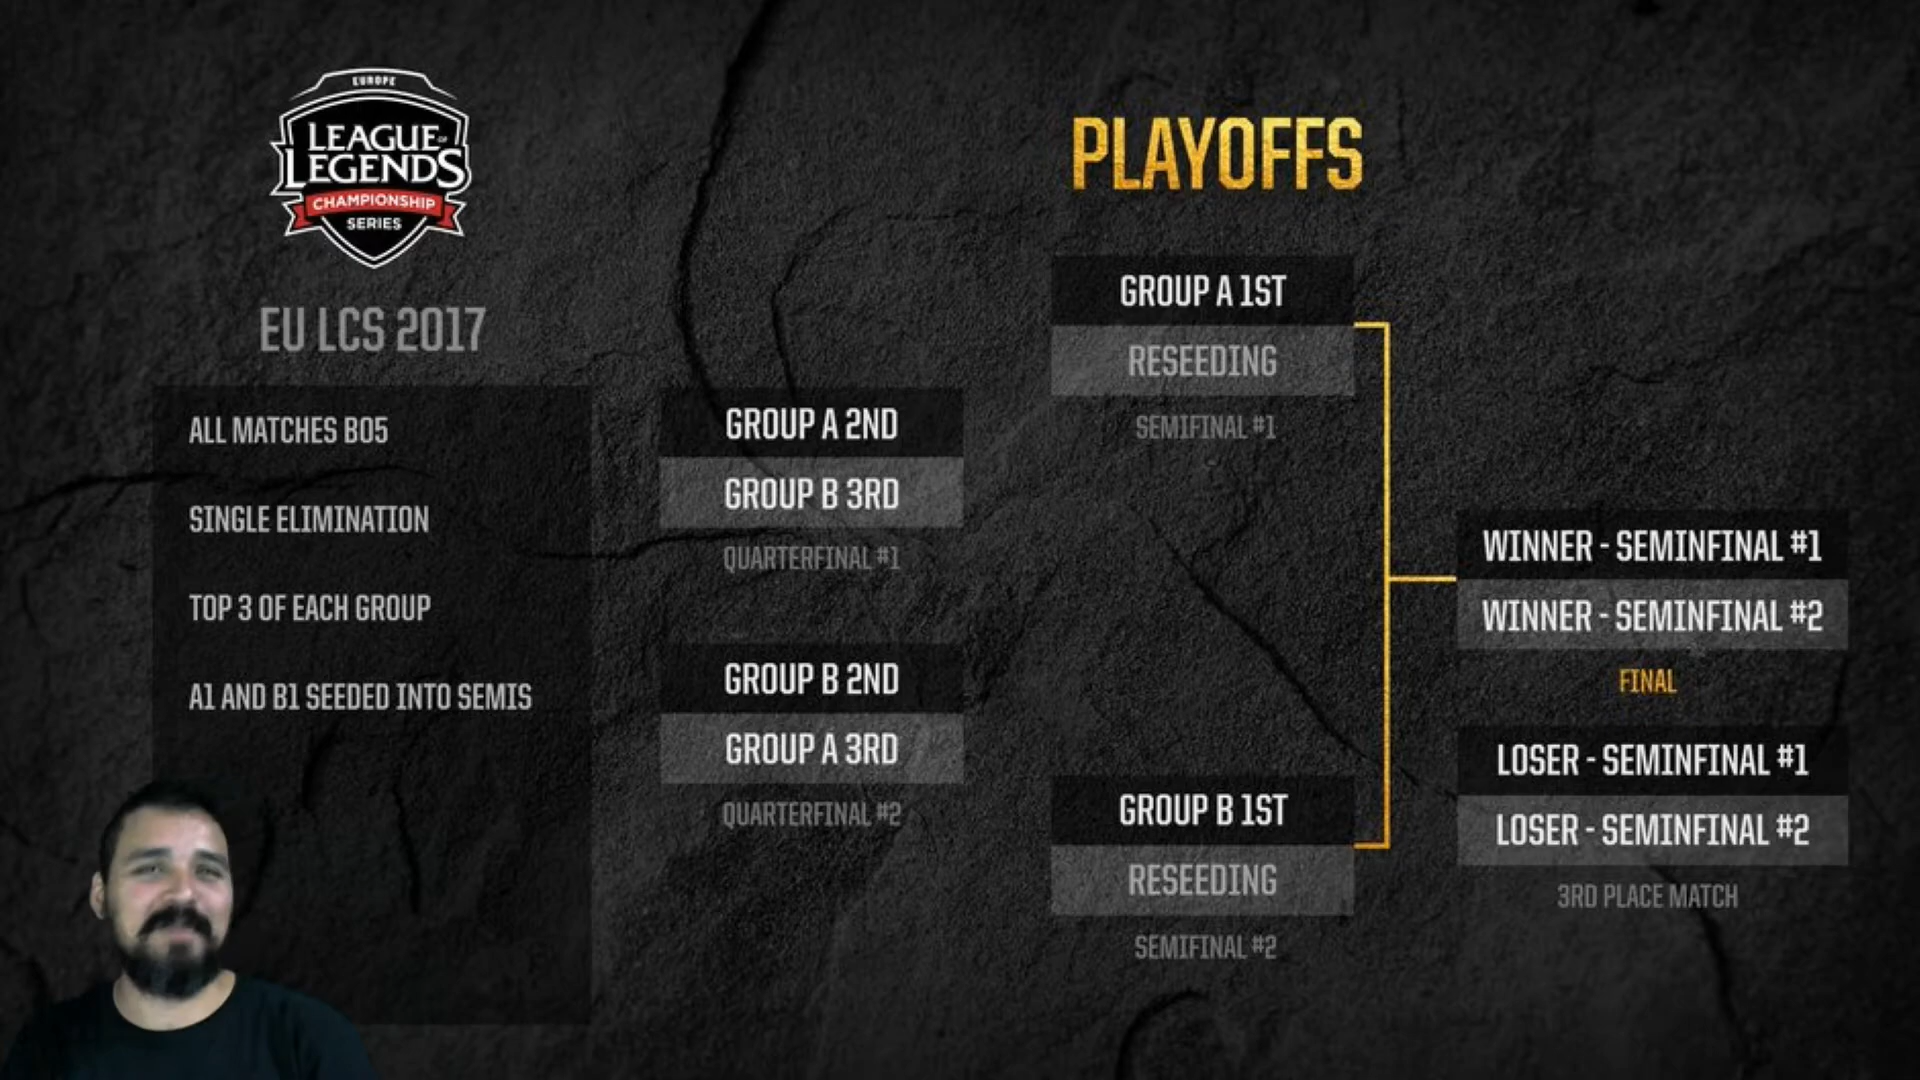 EUROPE
LEAGUE OF
LEGENDS
CHAMPIONSHIP
SERIES
EU LCS 2017
ALL MATCHES BO5
SINGLE ELIMINATION
TOP 3 OF EACH GROUP
A1 AND B1 SEEDED INTO SEMIS
PLAYOFFS
GROUP A 2ND
GROUP B 3RD
QUARTERFINAL #1
GROUP B 2ND
GROUP A 3RD
QUARTERFINAL #2
GROUP A 1ST
RESEEDING
SEMIFINAL #1
GROUP B 1ST
RESEEDING
SEMIFINAL #2
WINNER - SEMINFINAL #1
WINNER - SEMINFINAL #2
FINAL
LOSER - SEMINFINAL #1
LOSER - SEMINFINAL #2
3RD PLACE MATCH